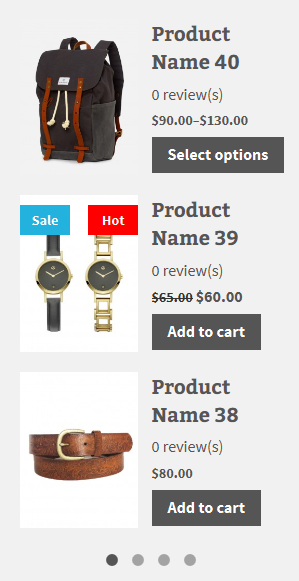 Product
Name 40
0 review(s)
$90.00–$130.00
Select options
Sale
Hot
Product
Name 39
0 review(s)
$65.00 $60.00
Add to cart
Product
Name 38
0 review(s)
$80.00
Add to cart